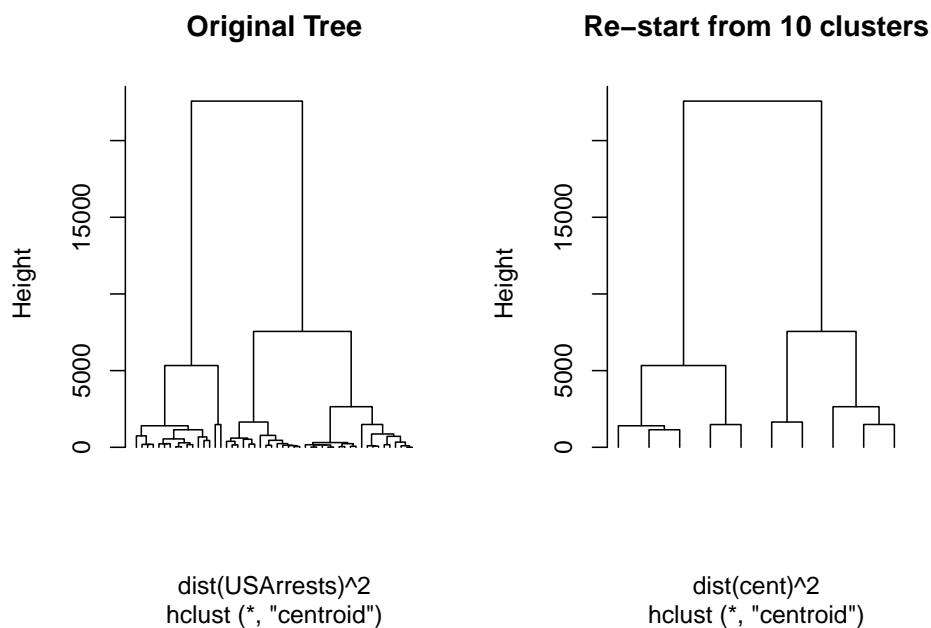 Original Tree
Height
0
5000
15000
dist(USArrests)^2
hclust (*, "centroid")
Re−start from 10 clusters
Height
0
5000
15000
dist(cent)^2
hclust (*, "centroid")